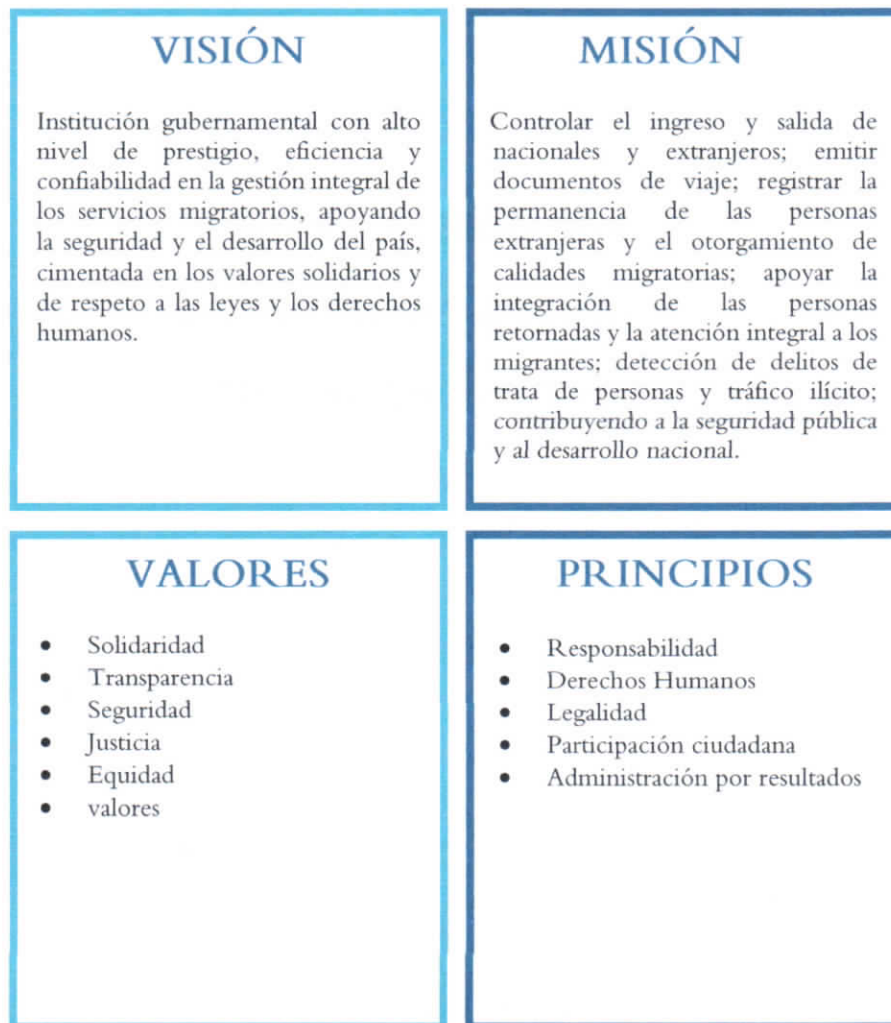 VISIÓN
Institución gubernamental con alto
nivel de prestigio, eficiencia y
confiabilidad en la gestión integral de
los servicios migratorios, apoyando
la seguridad y el desarrollo del país,
cimentada en los valores solidarios y
de respeto a las leyes y los derechos
humanos.
MISIÓN
Controlar el ingreso y salida de
nacionales y extranjeros; emitir
documentos de viaje; registrar la
permanencia de las personas
extranjeras y el otorgamiento de
calidades migratorias; apoyar la
integración de las personas
retornadas y la atención integral a los
migrantes; detección de delitos de
trata de personas y tráfico ilícito;
contribuyendo a la seguridad pública
y al desarrollo nacional.
VALORES
• Solidaridad
• Transparencia
• Seguridad
• Justicia
• Equidad
• valores
PRINCIPIOS
• Responsabilidad
• Derechos Humanos
• Legalidad
• Participación ciudadana
• Administración por resultados